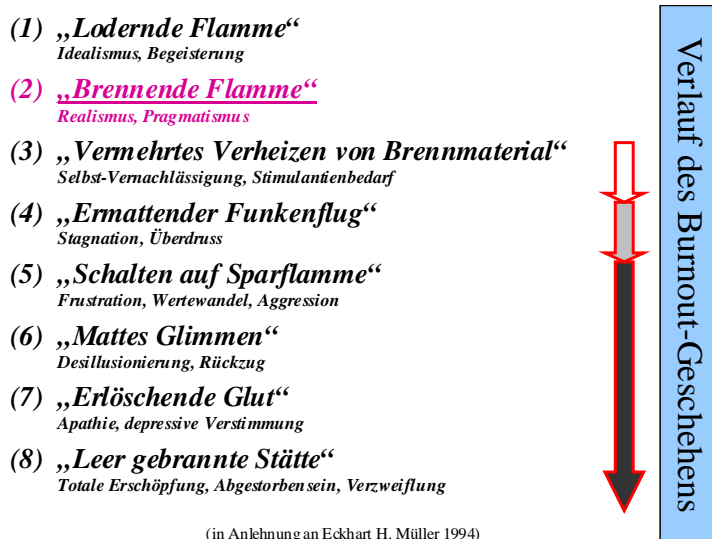 (1) „Lodernde Flamme“
Idealismus, Begeisterung
(2) „Brennende Flamme“
Realismus, Pragmatismus
(3) „Vermehrtes Verheizen von Brennmaterial“
Selbst-Vernachlässigung, Stimulantienbedarf
(4) „Ermattender Funkenflug“
Stagnation, Überdruss
(5) „Schalten auf Sparflamme“
Frustration, Wertewandel, Aggression
(6) „Mattes Glimmen“
Desillusionierung, Rückzug
(7) „Erlöschende Glut“
Apathie, depressive Verstimmung
(8) „Leer gebrannte Stätte“
Totale Erschöpfung, Abgestorbensein, Verzweiflung
(in Anlehnung an Eckhart H. Müller 1994)
Verlauf des Burnout-Geschehens